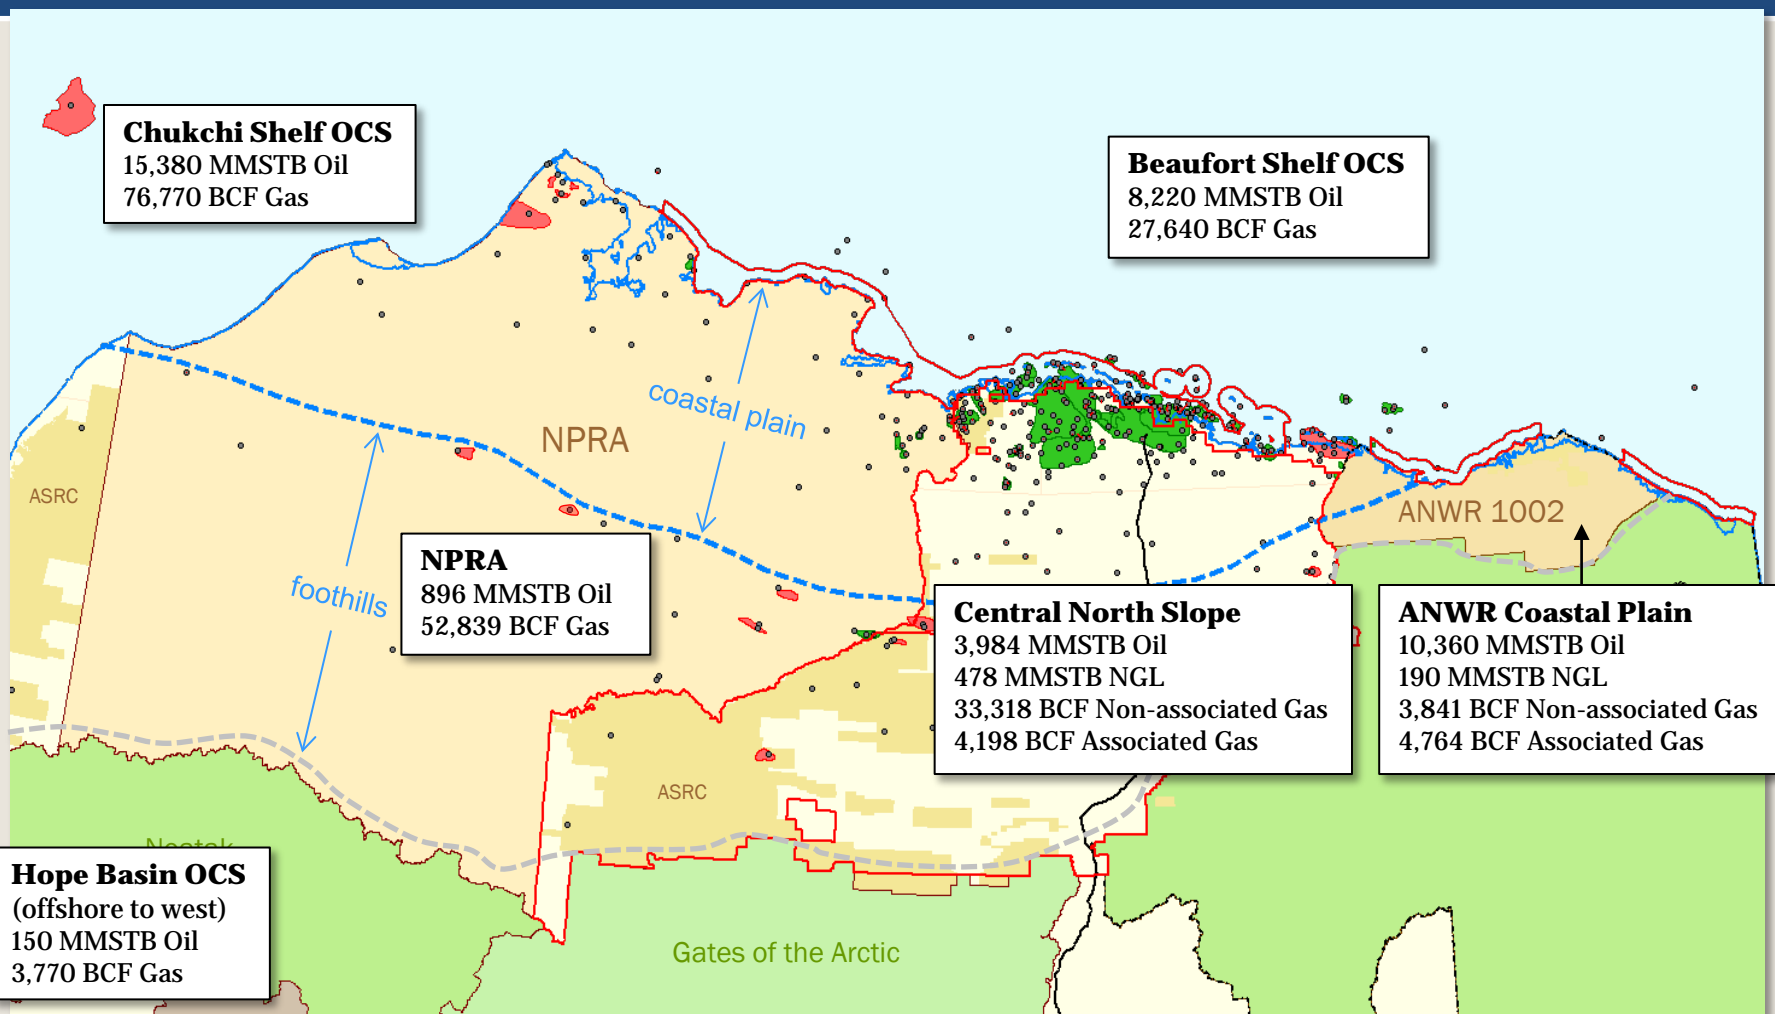 Chukchi Shelf OCS
15,380 MMSTB Oil
76,770 BCF Gas
Beaufort Shelf OCS
8,220 MMSTB Oil
27,640 BCF Gas
coastal plain
NPRA
ASRC
ANWR 1002
foothills
NPRA
896 MMSTB Oil
52,839 BCF Gas
Central North Slope
3,984 MMSTB Oil
478 MMSTB NGL
33,318 BCF Non-associated Gas
4,198 BCF Associated Gas
ANWR Coastal Plain
10,360 MMSTB Oil
190 MMSTB NGL
3,841 BCF Non-associated Gas
4,764 BCF Associated Gas
ASRC
Hope Basin OCS
(offshore to west)
150 MMSTB Oil
3,770 BCF Gas
Gates of the Arctic